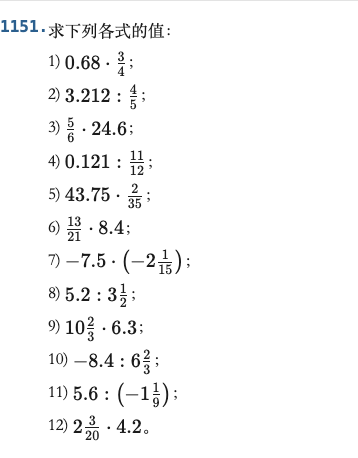 1151. 求下列各式的值:
1) 0.68 · 3/4;
2) 3.212 : 4/5;
3) 5/6 · 24.6;
4) 0.121 : 11/12;
5) 43.75 · 2/35;
6) 13/21 · 8.4;
7) −7.5 · (−2 1/15);
8) 5.2 : 3 1/2;
9) 10 2/3 · 6.3;
10) −8.4 : 6 2/3;
11) 5.6 : (−1 1/9);
12) 2 3/20 · 4.2。